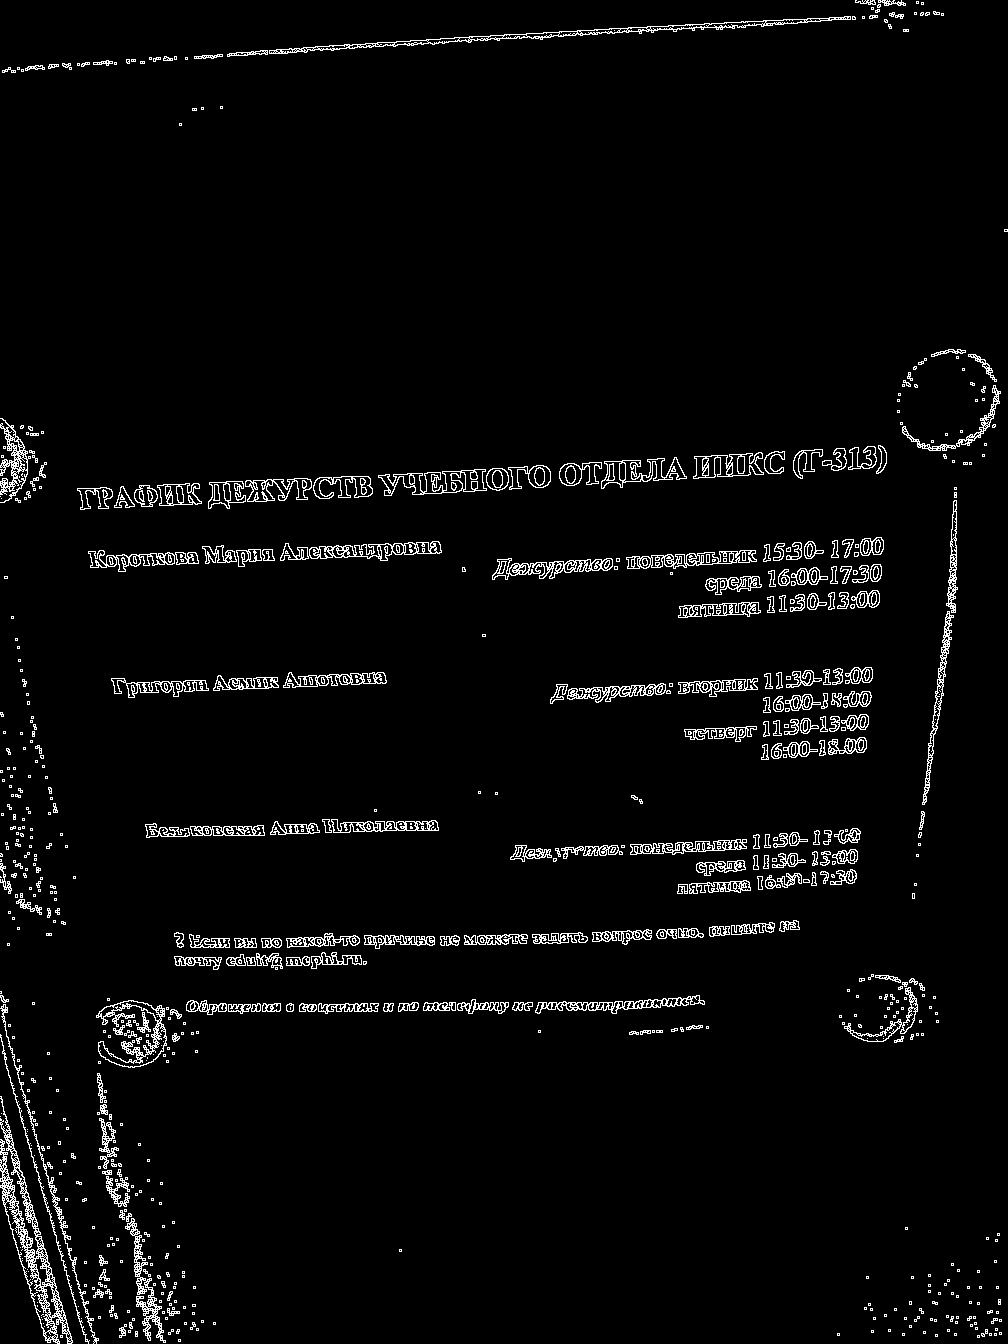 ГРАФИК ДЕЖУРСТВ УЧЕБНОГО ОТДЕЛА ИИКС (Г-313)
Короткова Мария Александровна
Дежурство: понедельник 15:30- 17:00
среда 16:00-17:30
пятница 11:30-13:00
Григорян Асмик Ашотовна
Дежурство: вторник 11:30-13:00
16:00-18:00
четверг 11:30-13:00
16:00-18.00
Беляковская Анна Николаевна
Дежурство: понедельник 11:30- 13:00
среда 11:30- 13:00
пятница 16:00-17:30
? Если вы по какой-то причине не можете задать вопрос очно, пишите на
почту eduit@ mephi.ru.
Обращения в соцсетях и по телефону не рассматриваются.